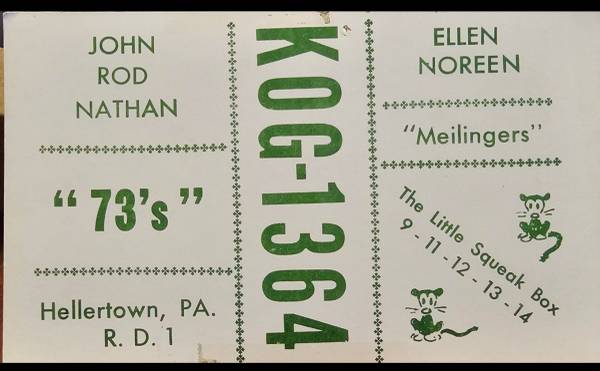 JOHN
ROD
NATHAN
“ 73's ”
Hellertown, PA.
R. D. 1
KOG-1364
ELLEN
NOREEN
“Meilingers”
The Little Squeak Box
9 - 11 - 12 - 13 - 14